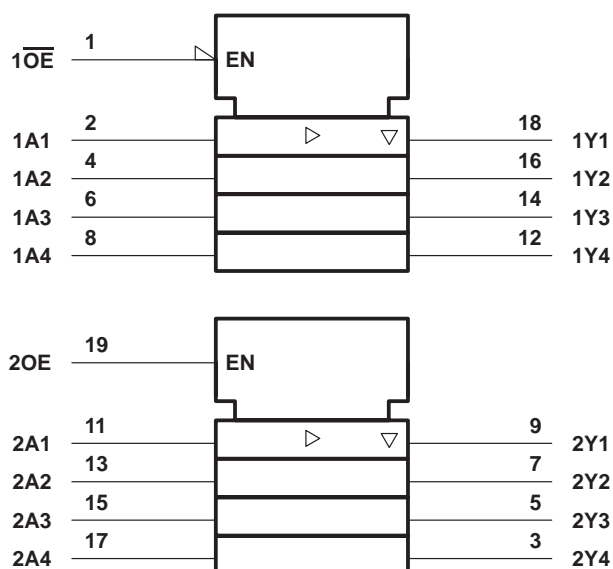 1
1O̅E̅ EN
2 18
1A1 1Y1
4 16
1A2 1Y2
6 14
1A3 1Y3
8 12
1A4 1Y4
19
2OE EN
11 9
2A1 2Y1
13 7
2A2 2Y2
15 5
2A3 2Y3
17 3
2A4 2Y4